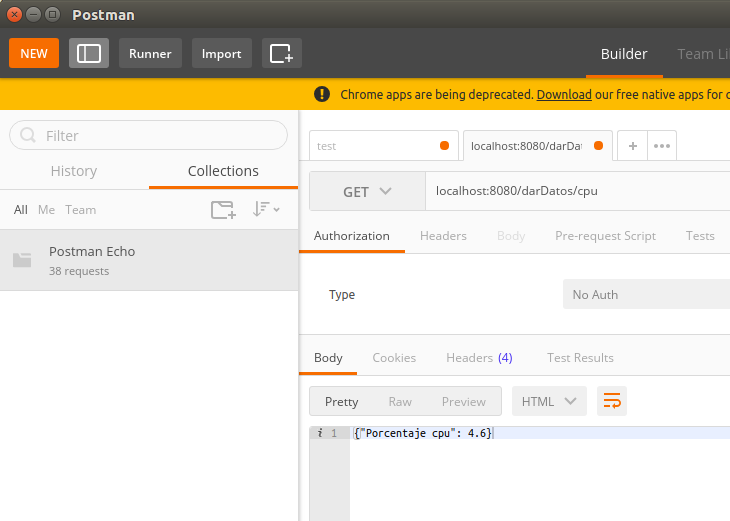 Postman
NEW
Runner
Import
Builder
Team Li
Chrome apps are being deprecated. Download our free native apps for c
Filter
History
Collections
All Me Team
Postman Echo
38 requests
test
localhost:8080/darDat
GET
localhost:8080/darDatos/cpu
Authorization Headers Body Pre-request Script Tests
Type
No Auth
Body Cookies Headers (4) Test Results
Pretty Raw Preview HTML
i 1 {"Porcentaje cpu": 4.6}